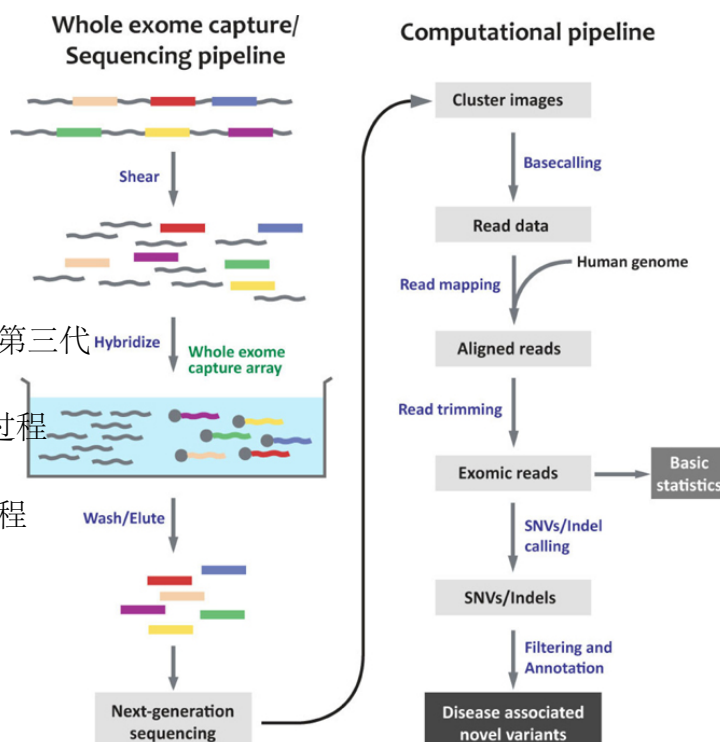 Whole exome capture/
Sequencing pipeline
Shear
第三代
Hybridize
Whole exome
capture array
过程
程
Wash/Elute
Next-generation
sequencing
Computational pipeline
Cluster images
Basecalling
Read data
Human genome
Read mapping
Aligned reads
Read trimming
Exomic reads
Basic
statistics
SNVs/Indel
calling
SNVs/Indels
Filtering and
Annotation
Disease associated
novel variants